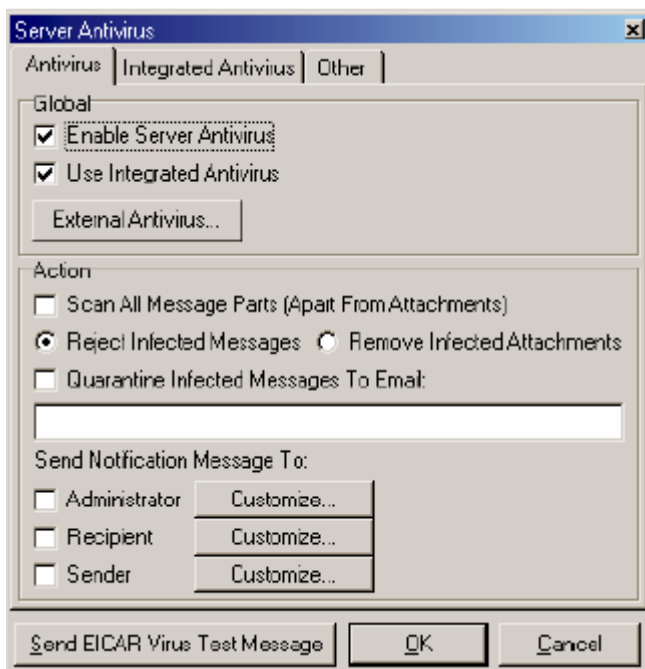 Server Antivirus
Antivirus Integrated Antivirus Other
Global
Enable Server Antivirus
Use Integrated Antivirus
External Antivirus...
Action
Scan All Message Parts (Apart From Attachments)
Reject Infected Messages Remove Infected Attachments
Quarantine Infected Messages To Email:
Send Notification Message To:
Administrator Customize...
Recipient Customize...
Sender Customize...
Send EICAR Virus Test Message OK Cancel